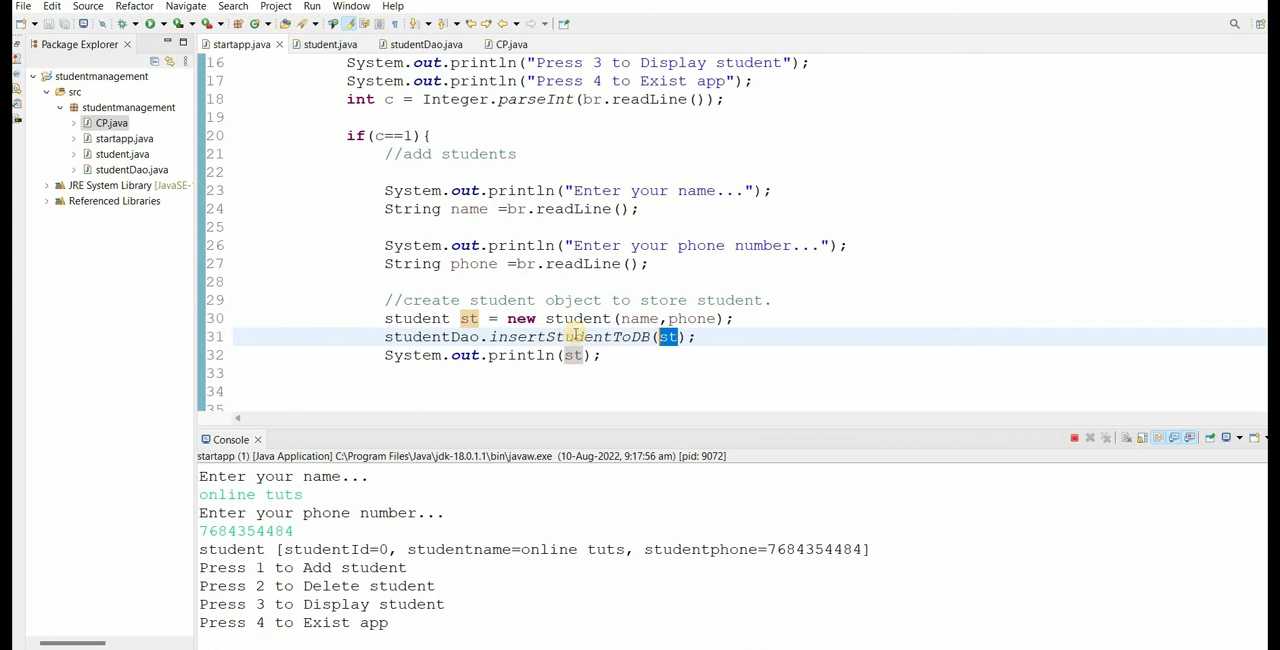 File Edit Source Refactor Navigate Search Project Run Window Help
Package Explorer
startapp.java student.java studentDao.java CP.java
studentmanagement
src
studentmanagement
CP.java
startapp.java
student.java
studentDao.java
JRE System Library [JavaSE-
Referenced Libraries
16 System.out.println("Press 3 to Display student");
17 System.out.println("Press 4 to Exist app");
18 int c = Integer.parseInt(br.readLine());
19
20 if(c==1){
21 //add students
22
23 System.out.println("Enter your name...");
24 String name =br.readLine();
25
26 System.out.println("Enter your phone number...");
27 String phone =br.readLine();
28
29 //create student object to store student.
30 student st = new student(name,phone);
31 studentDao.insertStudentToDB(st);
32 System.out.println(st);
33
34
35
Console
startapp (1) [Java Application] C:\Program Files\Java\jdk-18.0.1.1\bin\javaw.exe (10-Aug-2022, 9:17:56 am) [pid: 9072]
Enter your name...
online tuts
Enter your phone number...
7684354484
student [studentId=0, studentname=online tuts, studentphone=7684354484]
Press 1 to Add student
Press 2 to Delete student
Press 3 to Display student
Press 4 to Exist app